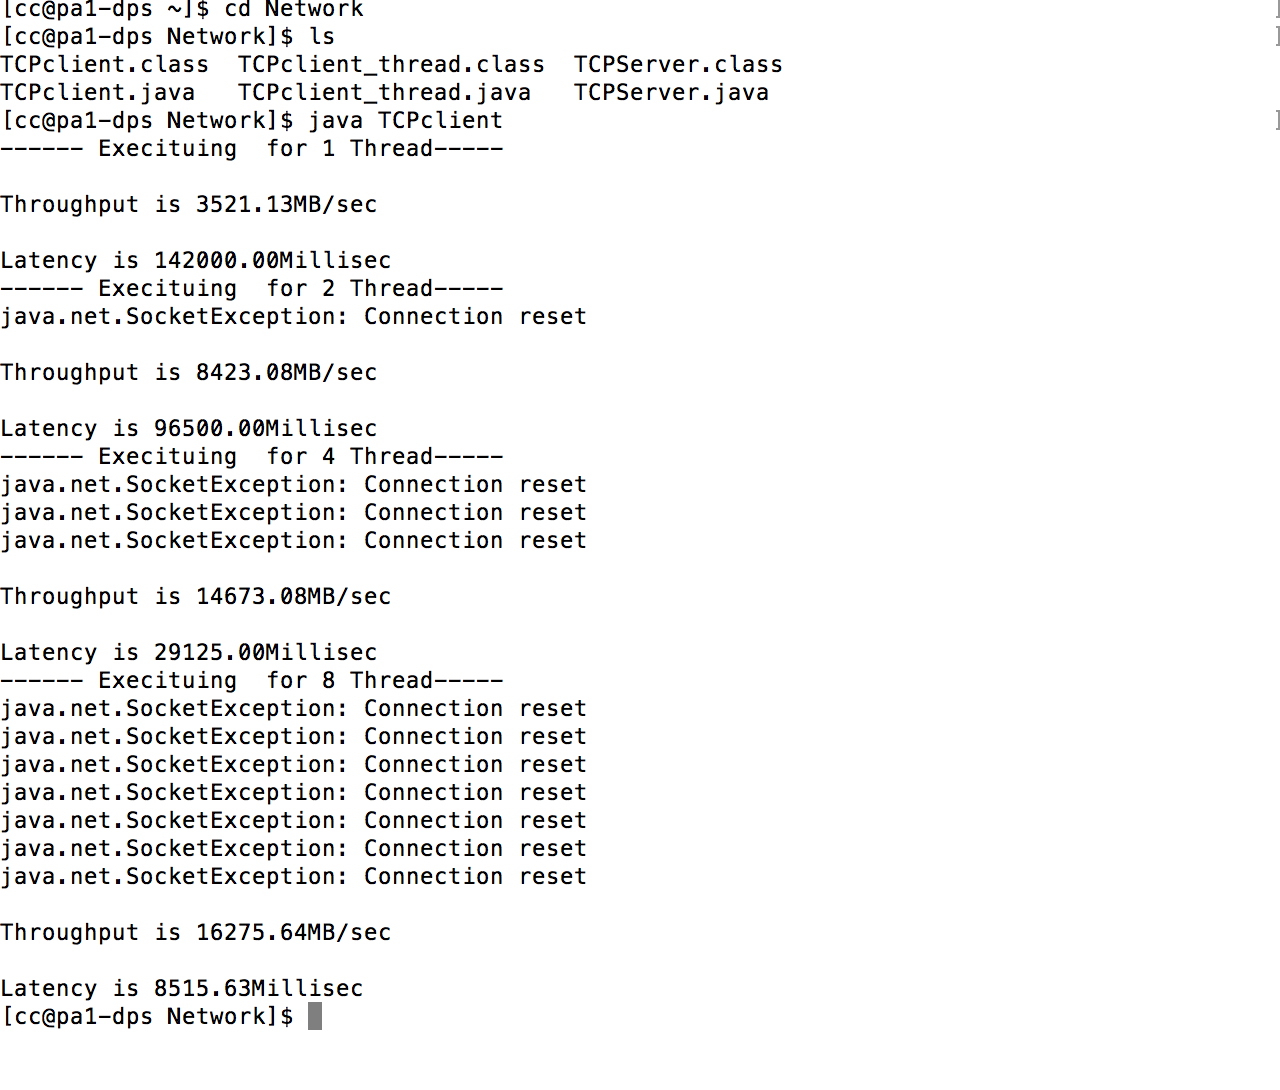 [cc@pa1-dps ~]$ cd Network ]
[cc@pa1-dps Network]$ ls ]
TCPclient.class  TCPclient_thread.class  TCPServer.class
TCPclient.java   TCPclient_thread.java   TCPServer.java
[cc@pa1-dps Network]$ java TCPclient ]
------ Execituing  for 1 Thread-----
Throughput is 3521.13MB/sec
Latency is 142000.00Millisec
------ Execituing  for 2 Thread-----
java.net.SocketException: Connection reset
Throughput is 8423.08MB/sec
Latency is 96500.00Millisec
------ Execituing  for 4 Thread-----
java.net.SocketException: Connection reset
java.net.SocketException: Connection reset
java.net.SocketException: Connection reset
Throughput is 14673.08MB/sec
Latency is 29125.00Millisec
------ Execituing  for 8 Thread-----
java.net.SocketException: Connection reset
java.net.SocketException: Connection reset
java.net.SocketException: Connection reset
java.net.SocketException: Connection reset
java.net.SocketException: Connection reset
java.net.SocketException: Connection reset
java.net.SocketException: Connection reset
Throughput is 16275.64MB/sec
Latency is 8515.63Millisec
[cc@pa1-dps Network]$